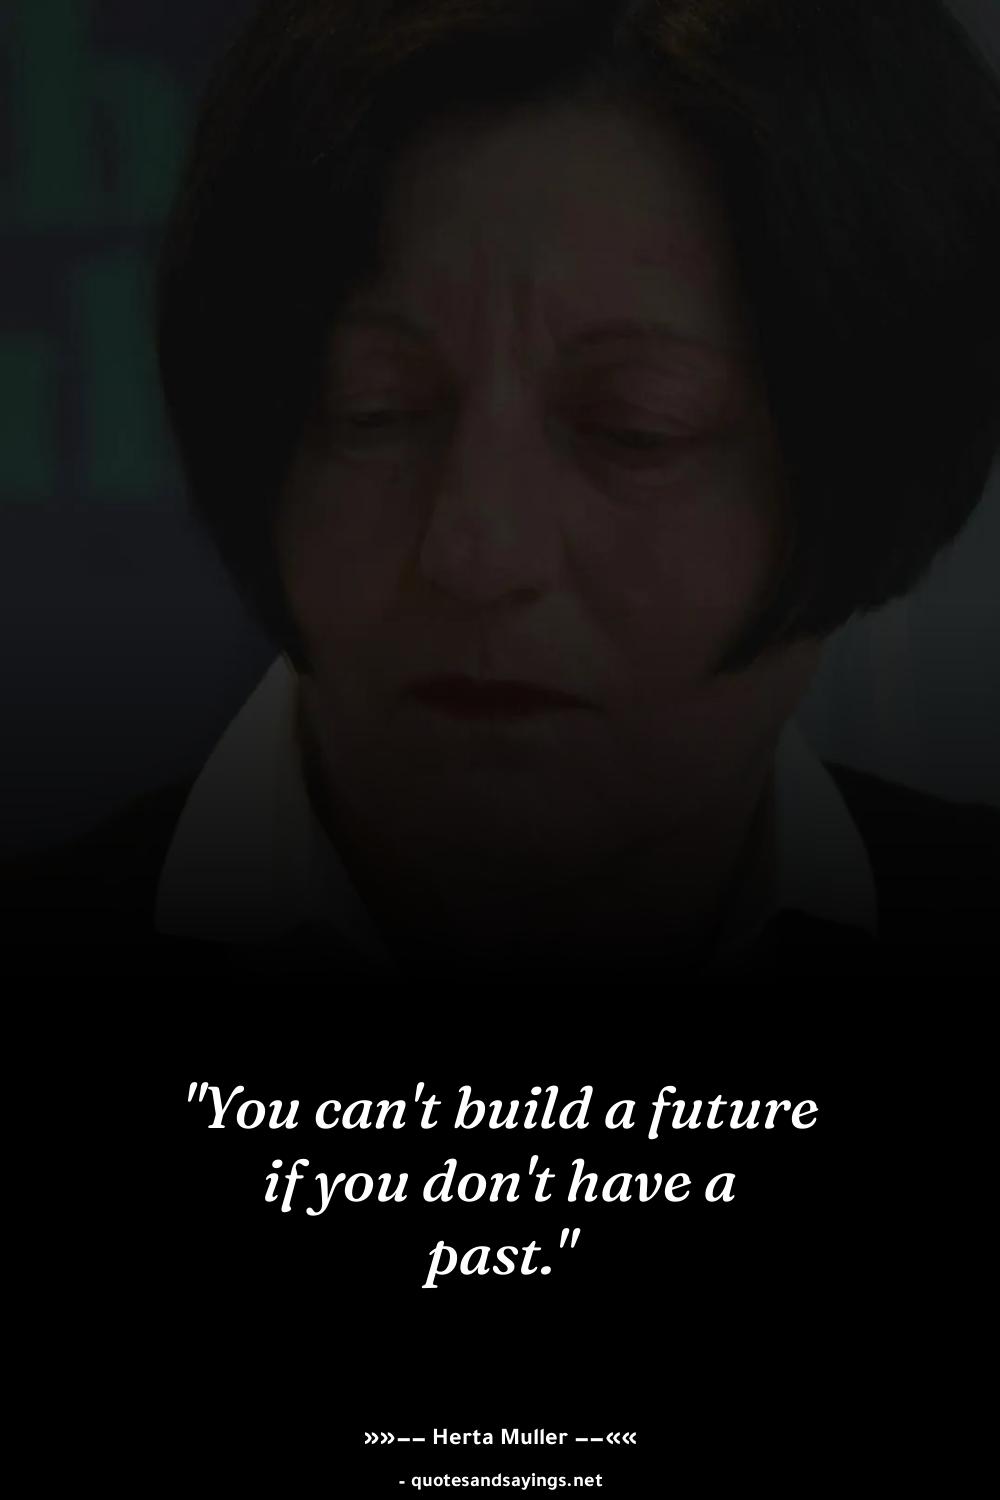 "You can't build a future
if you don't have a
past."
»»−− Herta Muller −−««
- quotesandsayings.net